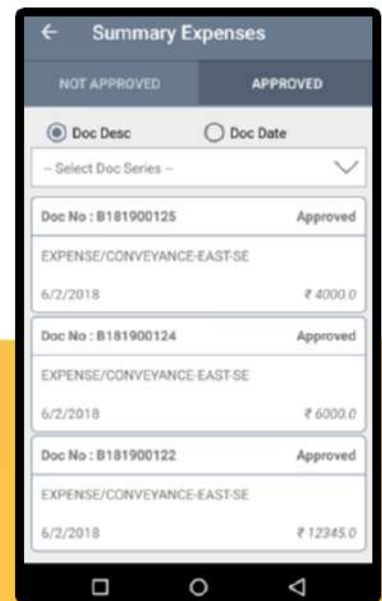 Summary Expenses
NOT APPROVED APPROVED
Doc Desc Doc Date
-- Select Doc Series --
Doc No : B181900125 Approved
EXPENSE/CONVEYANCE-EAST-SE
6/2/2018 ₹ 4000.0
Doc No : B181900124 Approved
EXPENSE/CONVEYANCE-EAST-SE
6/2/2018 ₹ 6000.0
Doc No : B181900122 Approved
EXPENSE/CONVEYANCE-EAST-SE
6/2/2018 ₹ 12345.0